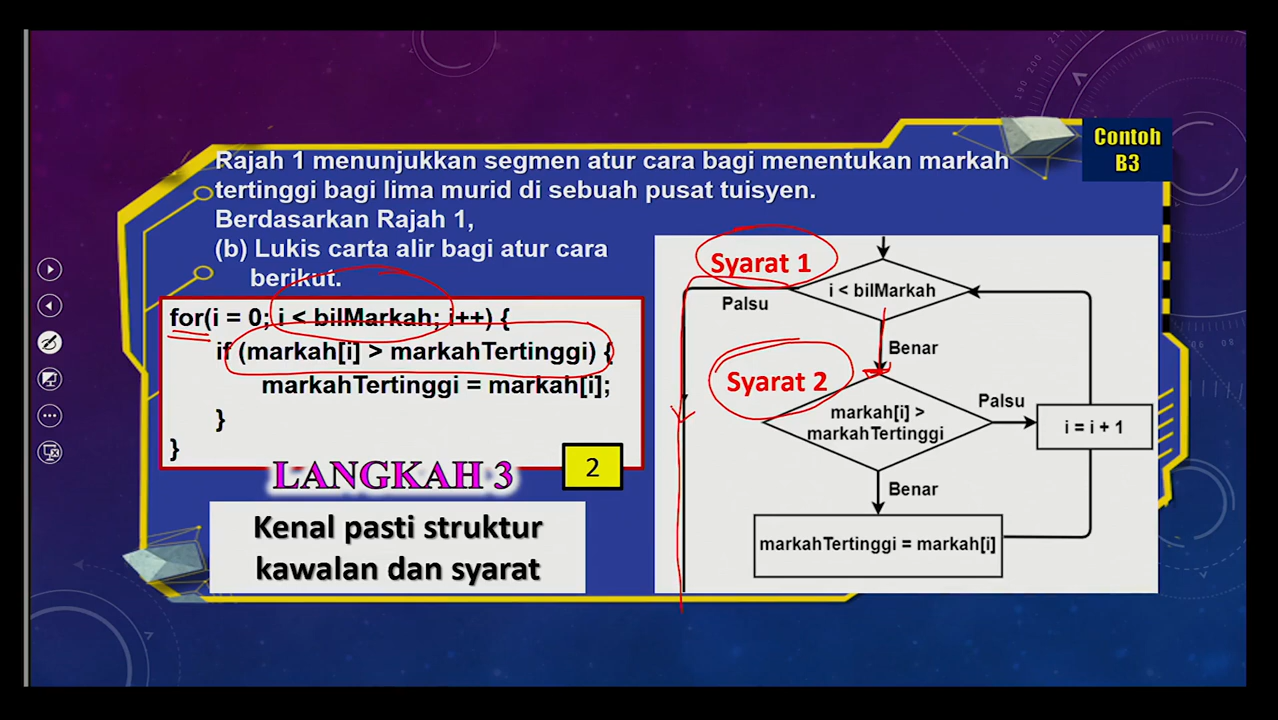 Contoh
B3
Rajah 1 menunjukkan segmen atur cara bagi menentukan markah
tertinggi bagi lima murid di sebuah pusat tuisyen.
Berdasarkan Rajah 1,
(b) Lukis carta alir bagi atur cara
berikut.
for(i = 0; i < bilMarkah; i++) {
if (markah[i] > markahTertinggi) {
markahTertinggi = markah[i];
}
}
2
LANGKAH 3
Kenal pasti struktur
kawalan dan syarat
Syarat 1
i < bilMarkah
Palsu
Benar
Syarat 2
markah[i] >
markahTertinggi
Palsu
i = i + 1
Benar
markahTertinggi = markah[i]